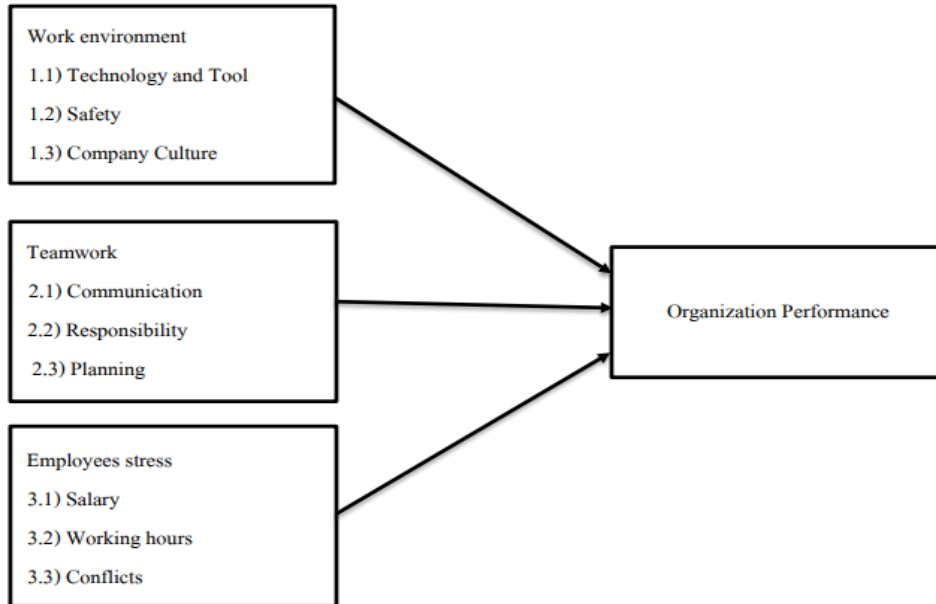 Work environment
1.1) Technology and Tool
1.2) Safety
1.3) Company Culture
Teamwork
2.1) Communication
2.2) Responsibility
2.3) Planning
Employees stress
3.1) Salary
3.2) Working hours
3.3) Conflicts
Organization Performance